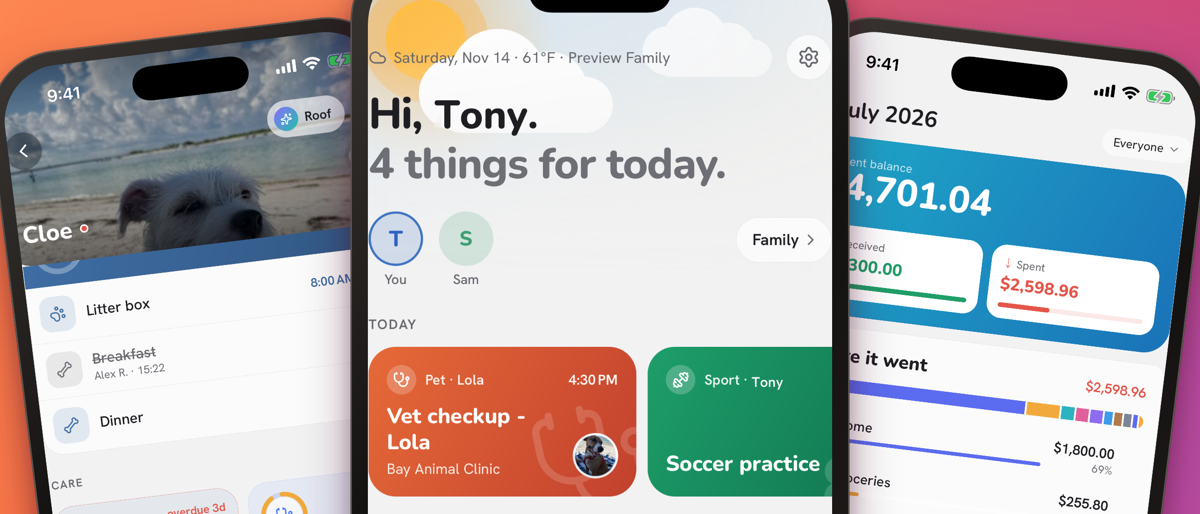 9:41
Roof
Cloe
8:00 AM
Litter box
Breakfast
Alex R. · 15:22
Dinner
CARE
overdue 3d
Saturday, Nov 14 · 61°F · Preview Family
Hi, Tony.
4 things for today.
T
S
You
Sam
Family
TODAY
Pet · Lola
4:30 PM
Vet checkup -
Lola
Bay Animal Clinic
Sport · Tony
Soccer practice
9:41
uly 2026
Everyone
ent balance
4,701.04
eceived
300.00
↓ Spent
$2,598.96
e it went
$2,598.96
ome
$1,800.00
69%
oceries
$255.80